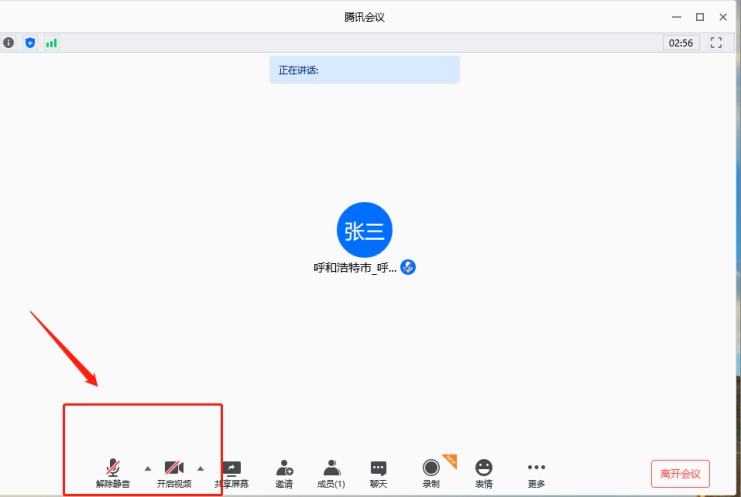 腾讯会议
02:56
正在讲话:
张三
呼和浩特市_呼...
解除静音
开启视频
共享屏幕
邀请
成员(1)
聊天
录制
表情
更多
离开会议